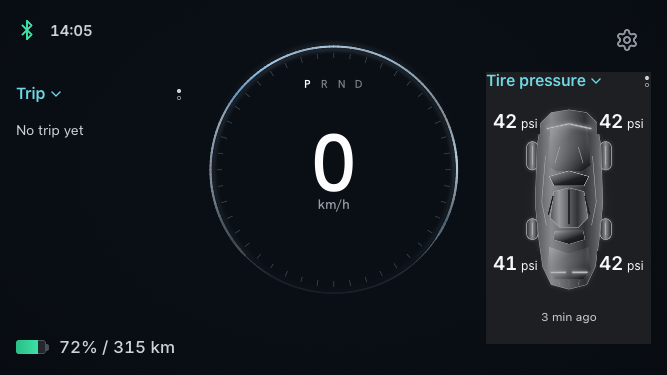 14:05
Trip
No trip yet
P R N D
0
km/h
Tire pressure
42 psi 42 psi
41 psi 42 psi
3 min ago
72% / 315 km